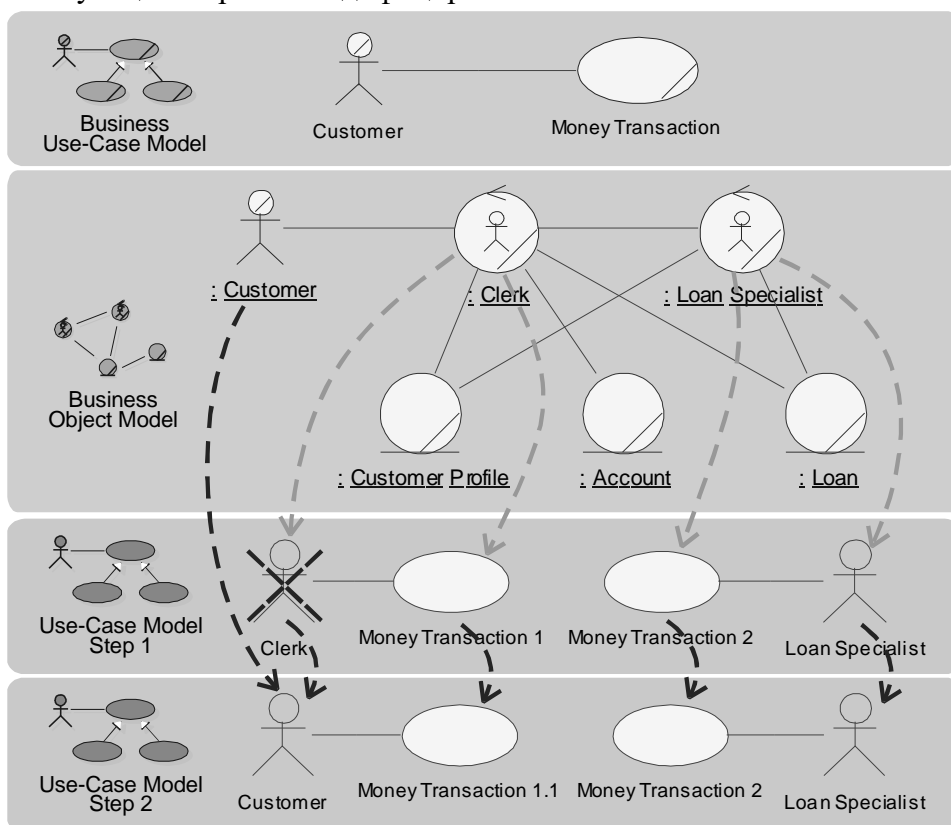 Business
Use-Case Model
Customer
Money Transaction
: Customer
: Clerk
: Loan Specialist
Business
Object Model
: Customer Profile
: Account
: Loan
Use-Case Model
Step 1
Clerk
Money Transaction 1
Money Transaction 2
Loan Specialist
Use-Case Model
Step 2
Customer
Money Transaction 1.1
Money Transaction 2
Loan Specialist